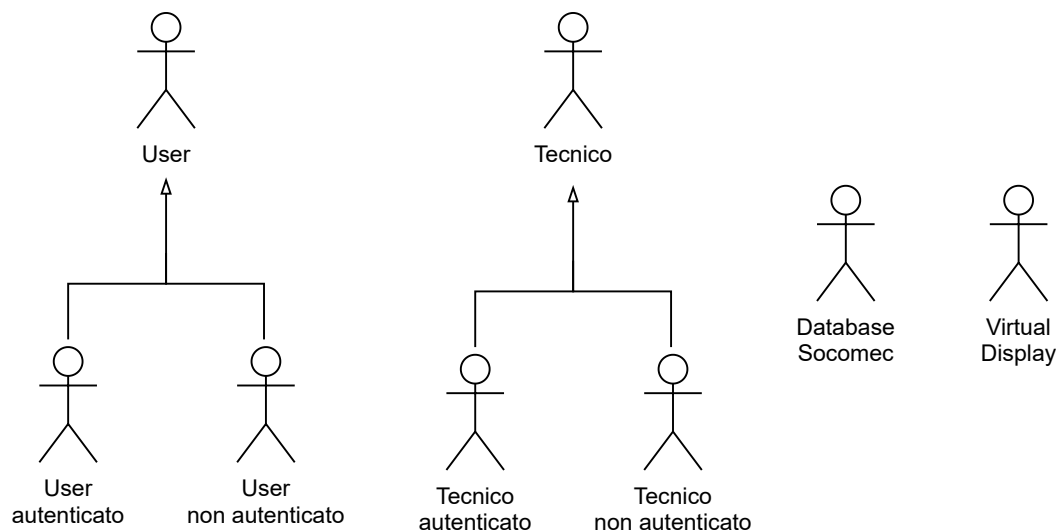 User
Tecnico
Database
Socomec
Virtual
Display
User
autenticato
User
non autenticato
Tecnico
autenticato
Tecnico
non autenticato